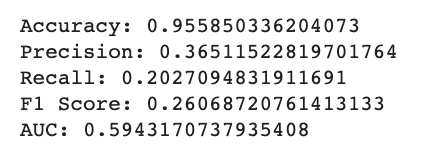 Accuracy: 0.955850336204073
Precision: 0.36511522819701764
Recall: 0.2027094831911691
F1 Score: 0.26068720761413133
AUC: 0.5943170737935408